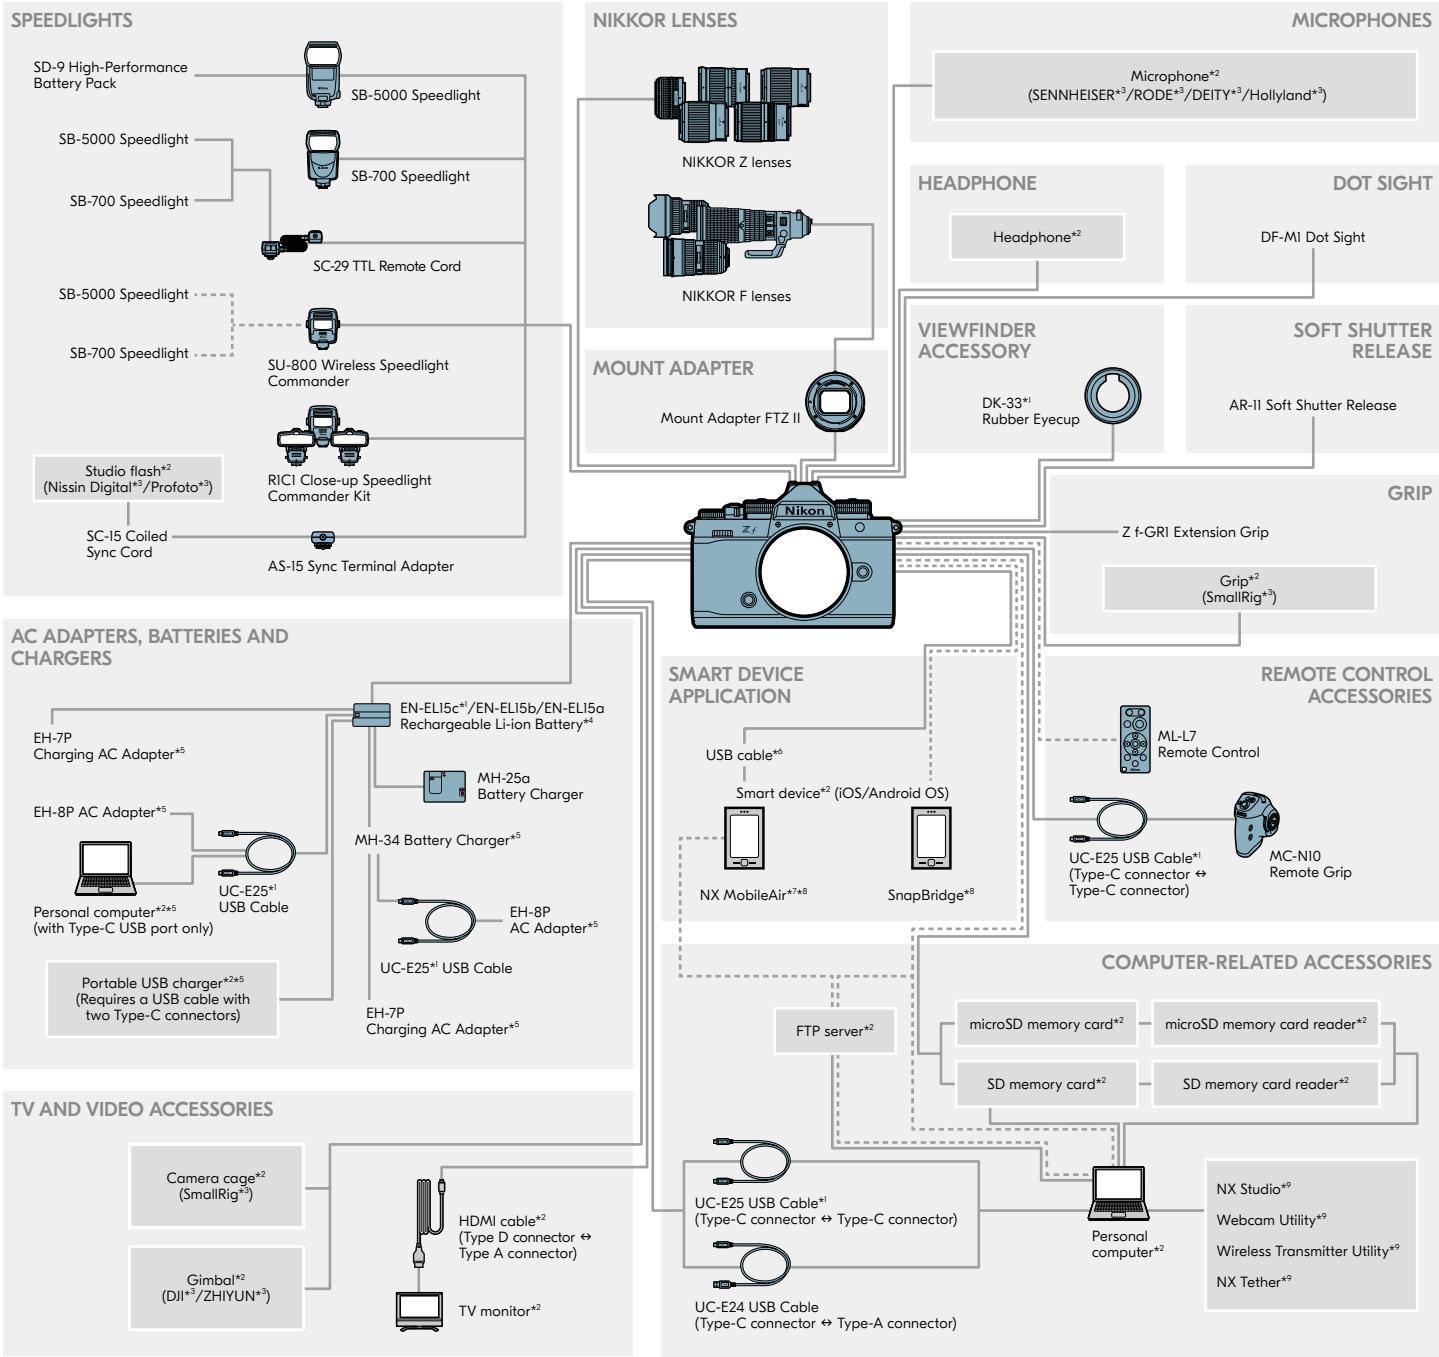 SPEEDLIGHTS
SD-9 High-Performance
Battery Pack
SB-5000 Speedlight
SB-5000 Speedlight
SB-700 Speedlight
SB-700 Speedlight
SC-29 TTL Remote Cord
SB-5000 Speedlight
SB-700 Speedlight
SU-800 Wireless Speedlight
Commander
Studio flash*2
(Nissin Digital*3/Profoto*3)
R1C1 Close-up Speedlight
Commander Kit
SC-15 Coiled
Sync Cord
AS-15 Sync Terminal Adapter
NIKKOR LENSES
NIKKOR Z lenses
NIKKOR F lenses
MOUNT ADAPTER
Mount Adapter FTZ II
MICROPHONES
Microphone*2
(SENNHEISER*3/RODE*3/DEITY*3/Hollyland*3)
HEADPHONE
Headphone*2
DOT SIGHT
DF-M1 Dot Sight
VIEWFINDER
ACCESSORY
DK-33*1
Rubber Eyecup
SOFT SHUTTER
RELEASE
AR-11 Soft Shutter Release
GRIP
Z f-GR1 Extension Grip
Grip*2
(SmallRig*3)
Nikon
Z f
AC ADAPTERS, BATTERIES AND
CHARGERS
EN-EL15c*1/EN-EL15b/EN-EL15a
Rechargeable Li-ion Battery*4
EH-7P
Charging AC Adapter*5
MH-25a
Battery Charger
EH-8P AC Adapter*5
MH-34 Battery Charger*5
UC-E25*1
USB Cable
Personal computer*2*5
(with Type-C USB port only)
EH-8P
AC Adapter*5
UC-E25*1 USB Cable
Portable USB charger*2*5
(Requires a USB cable with
two Type-C connectors)
EH-7P
Charging AC Adapter*5
SMART DEVICE
APPLICATION
USB cable*6
Smart device*2 (iOS/Android OS)
NX MobileAir*7*8
SnapBridge*8
REMOTE CONTROL
ACCESSORIES
ML-L7
Remote Control
UC-E25 USB Cable*1
(Type-C connector ↔
Type-C connector)
MC-N10
Remote Grip
TV AND VIDEO ACCESSORIES
Camera cage*2
(SmallRig*3)
HDMI cable*2
(Type D connector ↔
Type A connector)
Gimbal*2
(DJI*3/ZHIYUN*3)
TV monitor*2
COMPUTER-RELATED ACCESSORIES
FTP server*2
microSD memory card*2
microSD memory card reader*2
SD memory card*2
SD memory card reader*2
UC-E25 USB Cable*1
(Type-C connector ↔ Type-C connector)
UC-E24 USB Cable
(Type-C connector ↔ Type-A connector)
Personal
computer*2
NX Studio*9
Webcam Utility*9
Wireless Transmitter Utility*9
NX Tether*9